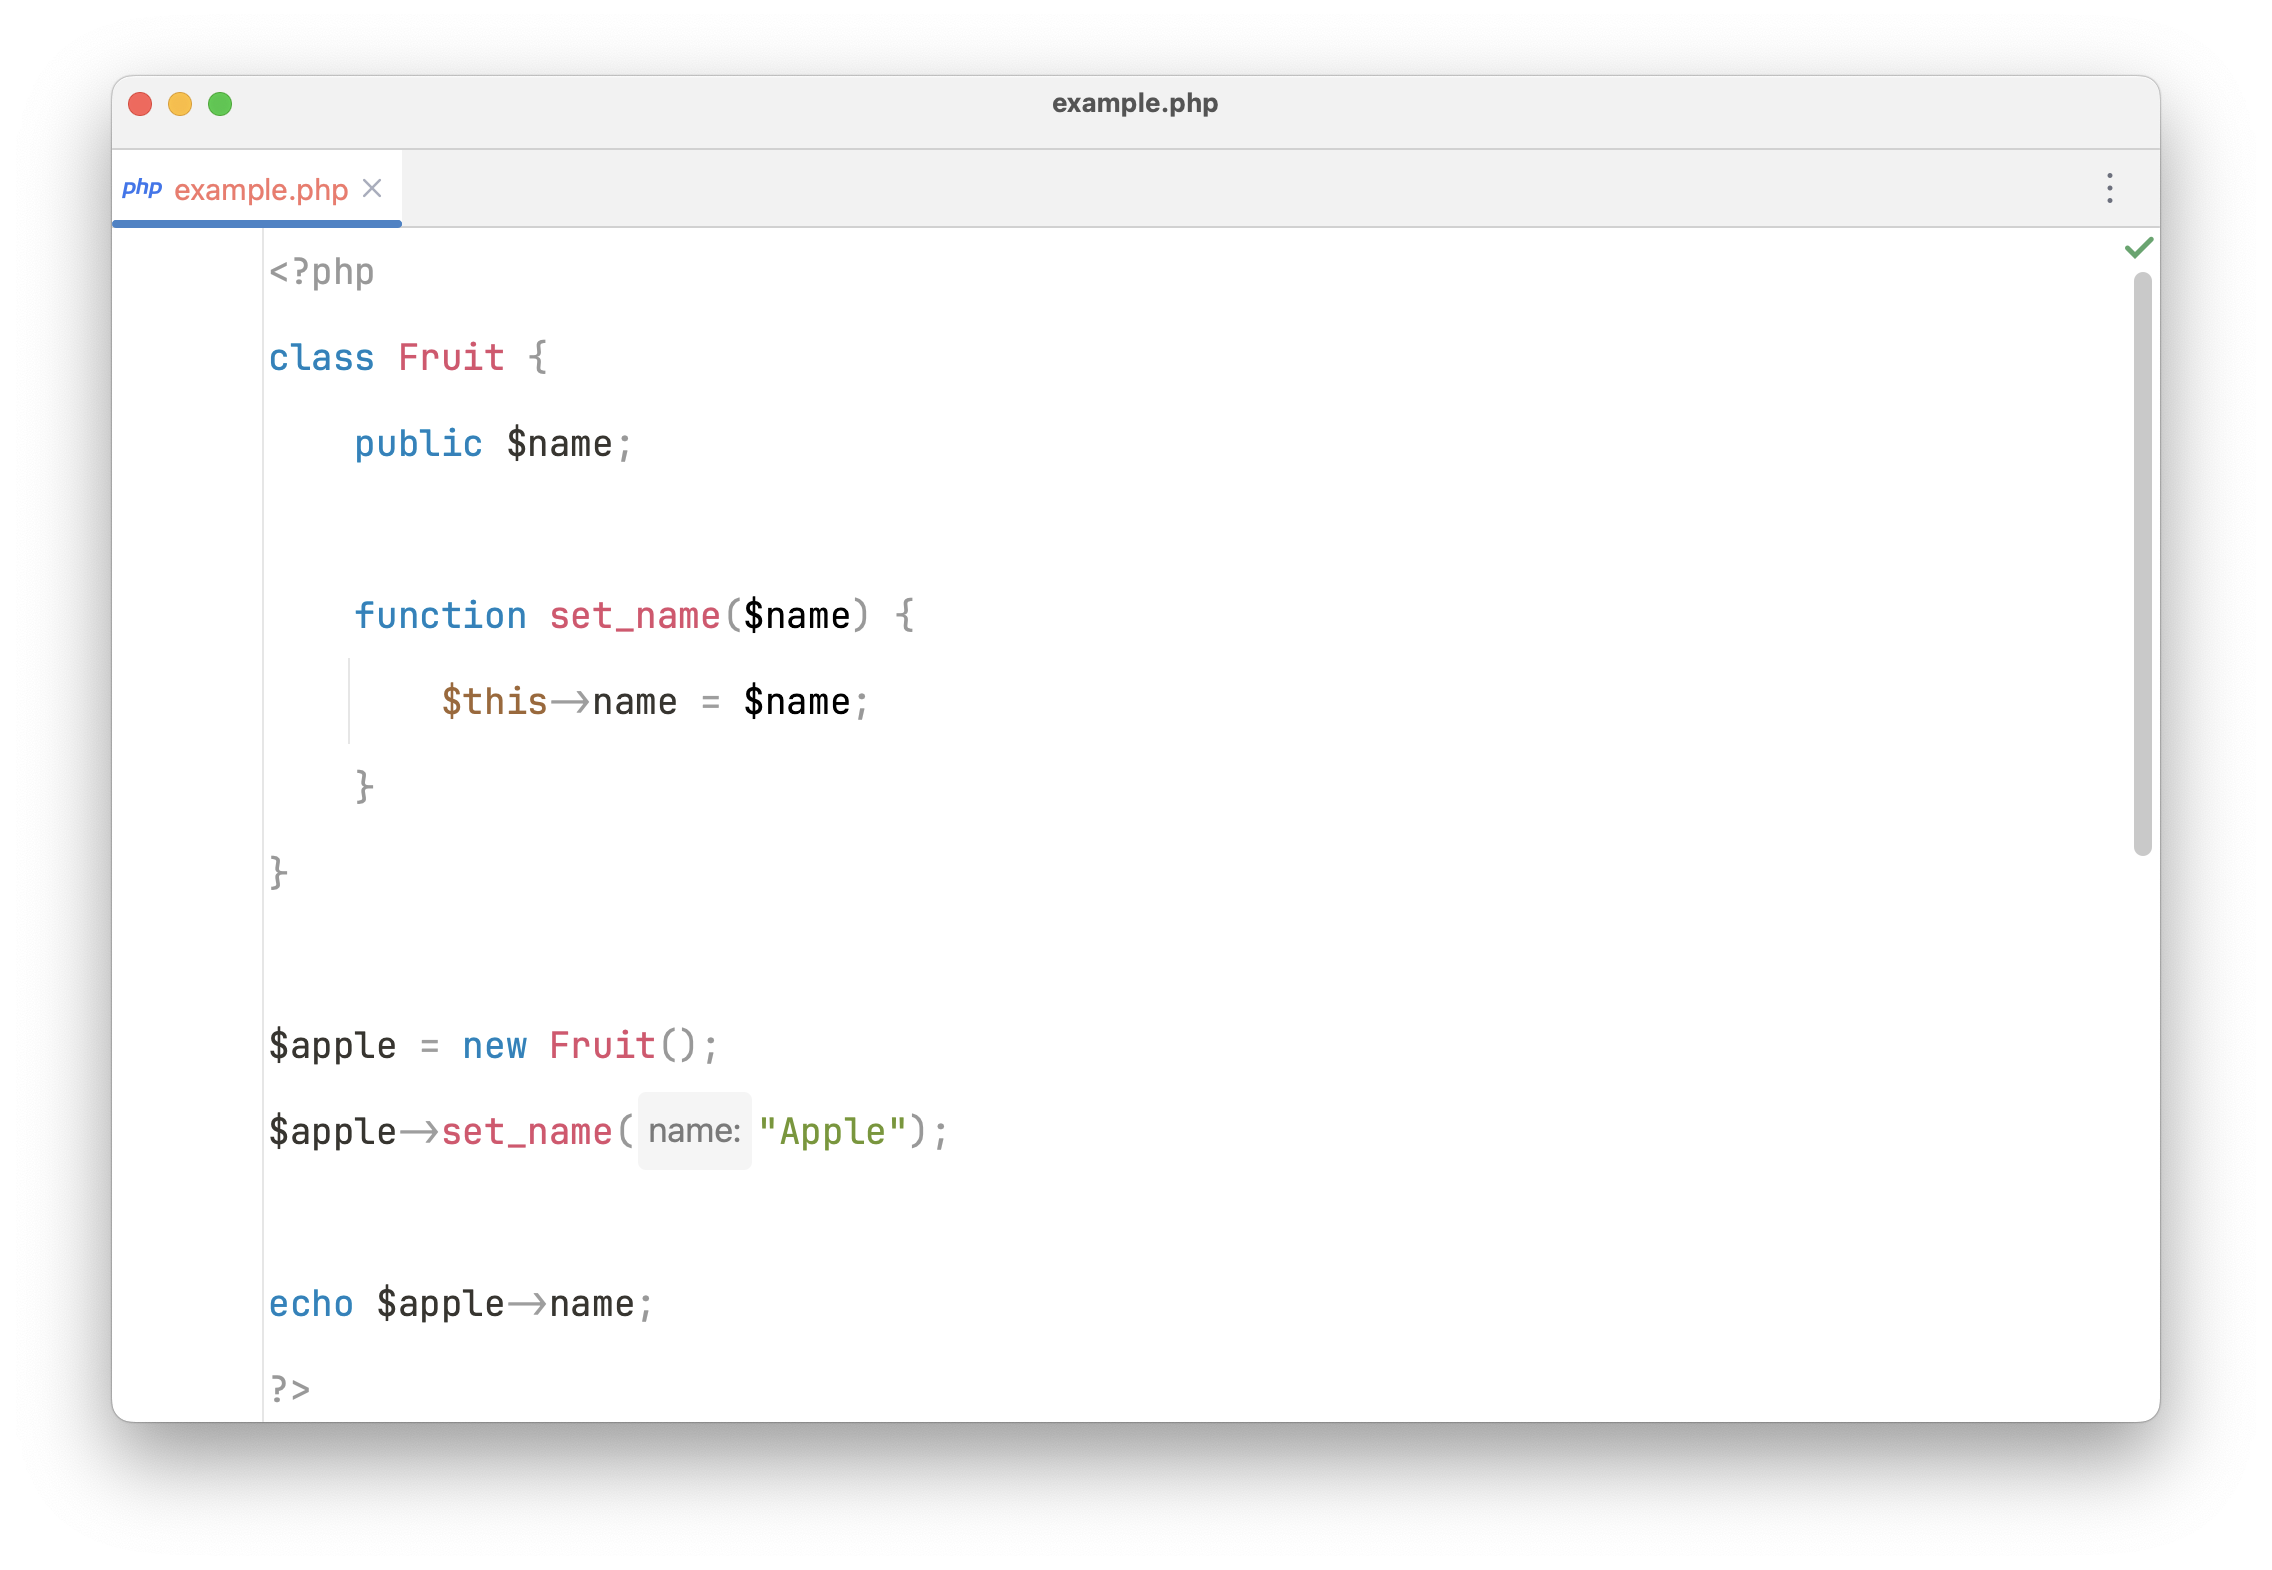 example.php
php example.php
<?php
class Fruit {
    public $name;
    function set_name($name) {
        $this->name = $name;
    }
}
$apple = new Fruit();
$apple->set_name( name: "Apple");
echo $apple->name;
?>